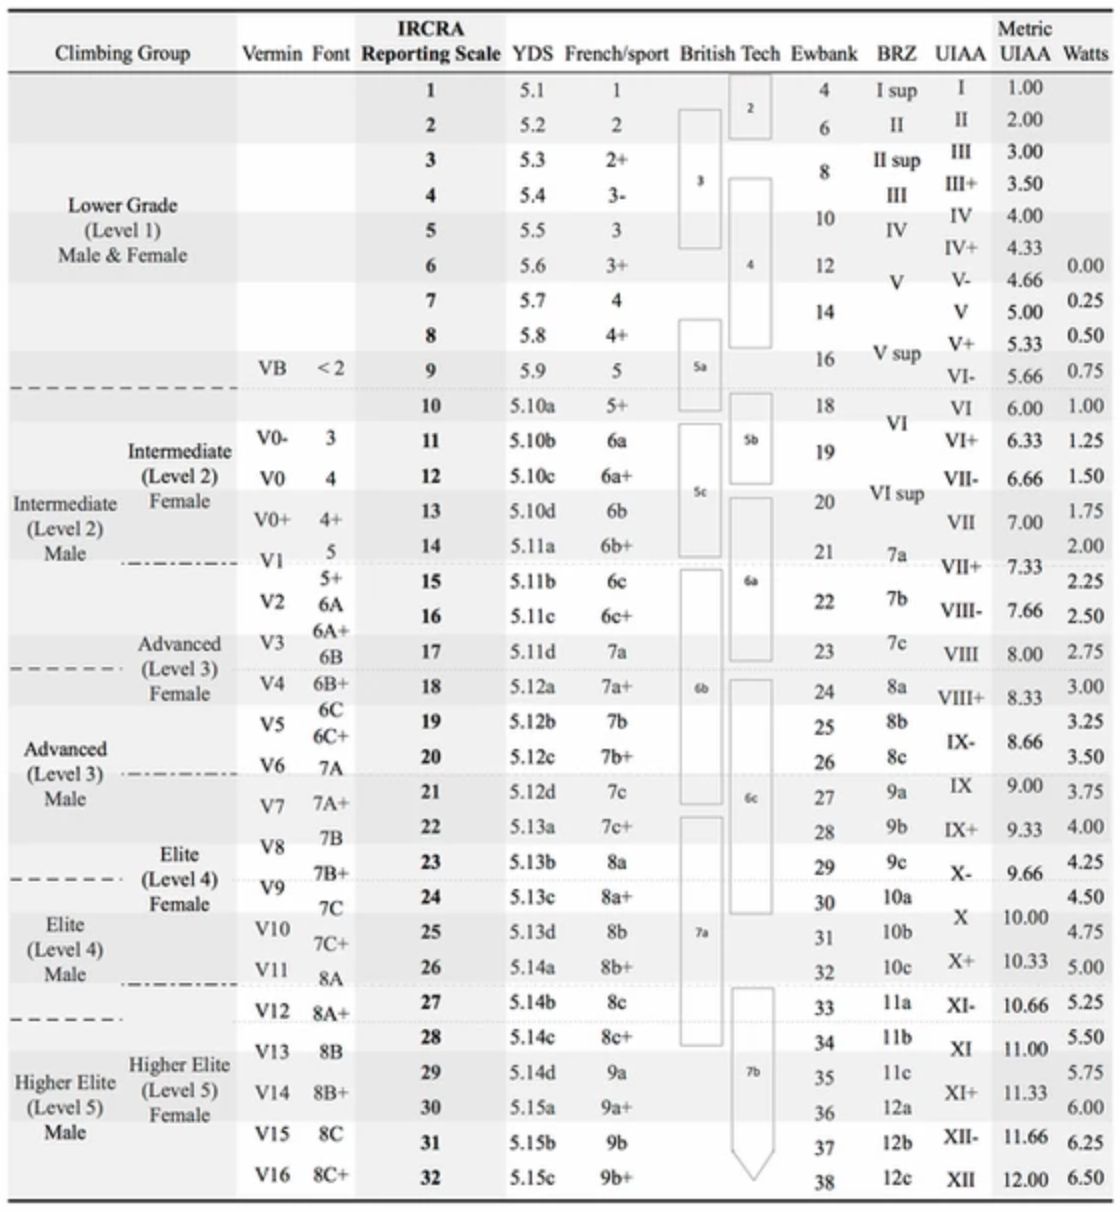 Climbing Group Vermin Font IRCRA Reporting Scale YDS French/sport British Tech Ewbank BRZ UIAA Metric UIAA Watts
1 5.1 1 2 4 I sup I 1.00
2 5.2 2 6 II II 2.00
3 5.3 2+ 3 8 II sup III 3.00
4 5.4 3- III III+ 3.50
Lower Grade
(Level 1)
Male & Female
5 5.5 3 10 IV IV 4.00
IV+ 4.33
6 5.6 3+ 4 12 V V- 4.66 0.00
7 5.7 4 14 V 5.00 0.25
8 5.8 4+ V+ 5.33 0.50
VB < 2 9 5.9 5 5a 16 V sup VI- 5.66 0.75
10 5.10a 5+ 18 VI VI 6.00 1.00
V0- 3 11 5.10b 6a 5b 19 VI+ 6.33 1.25
Intermediate
(Level 2)
Female
V0 4 12 5.10c 6a+ 5c VI sup VII- 6.66 1.50
Intermediate
(Level 2)
Male
V0+ 4+ 13 5.10d 6b 20 VII 7.00 1.75
V1 5 14 5.11a 6b+ 21 7a VII+ 7.33 2.00
5+ 15 5.11b 6c 6a 2.25
V2 6A 16 5.11c 6c+ 22 7b VIII- 7.66 2.50
6A+
Advanced
(Level 3)
Female
V3 6B 17 5.11d 7a 23 7c VIII 8.00 2.75
V4 6B+ 18 5.12a 7a+ 6b 24 8a VIII+ 8.33 3.00
6C
V5 6C+ 19 5.12b 7b 25 8b IX- 8.66 3.25
Advanced
(Level 3)
Male
V6 7A 20 5.12c 7b+ 26 8c 3.50
V7 7A+ 21 5.12d 7c 6c 27 9a IX 9.00 3.75
7B 22 5.13a 7c+ 28 9b IX+ 9.33 4.00
Elite
(Level 4)
Female
V8 7B+ 23 5.13b 8a 29 9c X- 9.66 4.25
V9 7C 24 5.13c 8a+ 30 10a X 10.00 4.50
Elite
(Level 4)
Male
V10 7C+ 25 5.13d 8b 7a 31 10b 4.75
V11 8A 26 5.14a 8b+ 32 10c X+ 10.33 5.00
V12 8A+ 27 5.14b 8c 33 11a XI- 10.66 5.25
28 5.14c 8c+ 34 11b XI 11.00 5.50
Higher Elite
(Level 5)
Female
V13 8B 29 5.14d 9a 7b 35 11c 5.75
Higher Elite
(Level 5)
Male
V14 8B+ 30 5.15a 9a+ 36 12a XI+ 11.33 6.00
V15 8C 31 5.15b 9b 37 12b XII- 11.66 6.25
V16 8C+ 32 5.15c 9b+ 38 12c XII 12.00 6.50